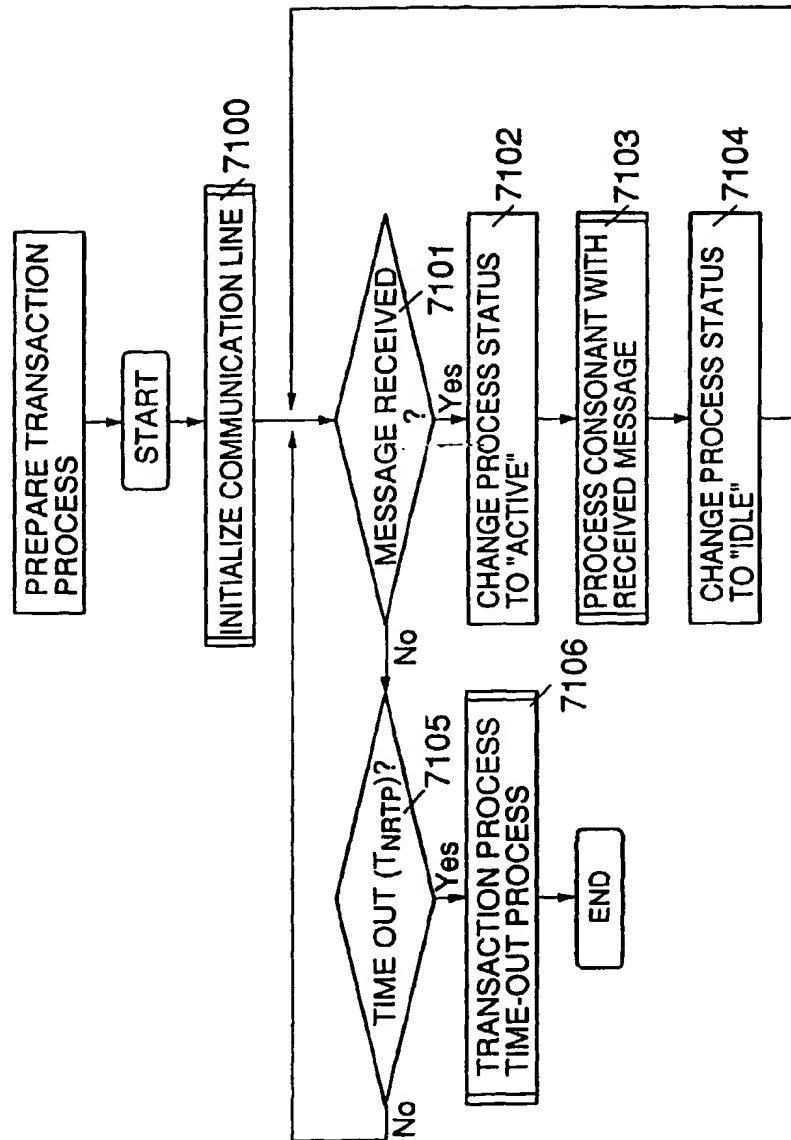 PREPARE TRANSACTION
PROCESS
START
INITIALIZE COMMUNICATION LINE
7100
MESSAGE RECEIVED
?
7101
Yes
No
CHANGE PROCESS STATUS
TO "ACTIVE"
7102
PROCESS CONSONANT WITH
RECEIVED MESSAGE
7103
CHANGE PROCESS STATUS
TO "IDLE"
7104
TIME OUT (TNRTP)?
7105
Yes
No
TRANSACTION PROCESS
TIME-OUT PROCESS
7106
END